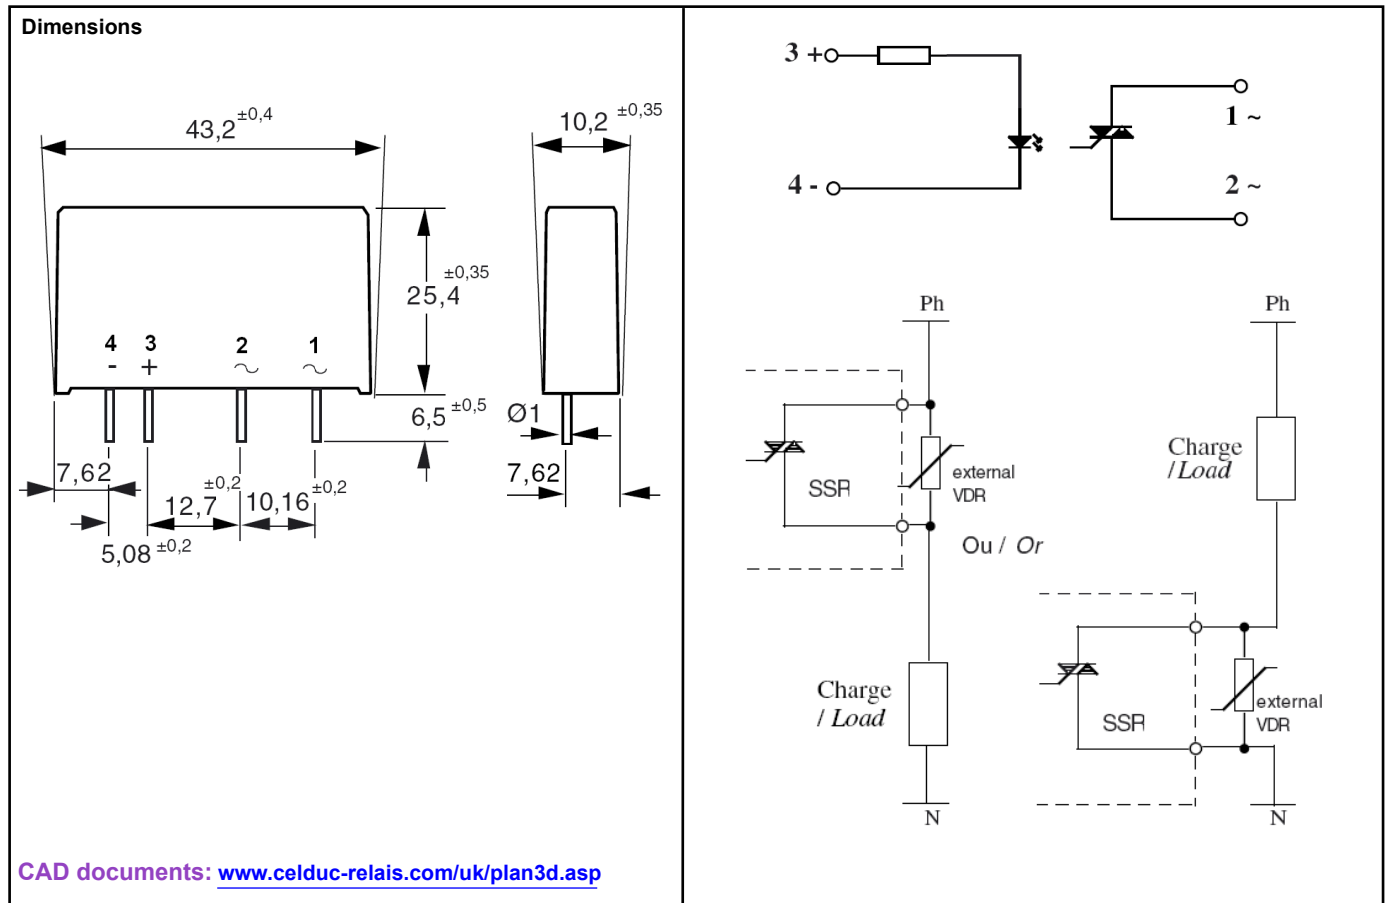 Dimensions
43,2 ±0,4
10,2 ±0,35
25,4 ±0,35
4 3 2 1
- + ~ ~
6,5 ±0,5
Ø1
7,62
12,7 ±0,2
10,16 ±0,2
5,08 ±0,2
7,62
CAD documents: www.celduc-relais.com/uk/plan3d.asp
3 +
4 -
1 ~
2 ~
Ph
SSR
external
VDR
Ou / Or
Charge
/ Load
N
Ph
Charge
/Load
SSR
external
VDR
N